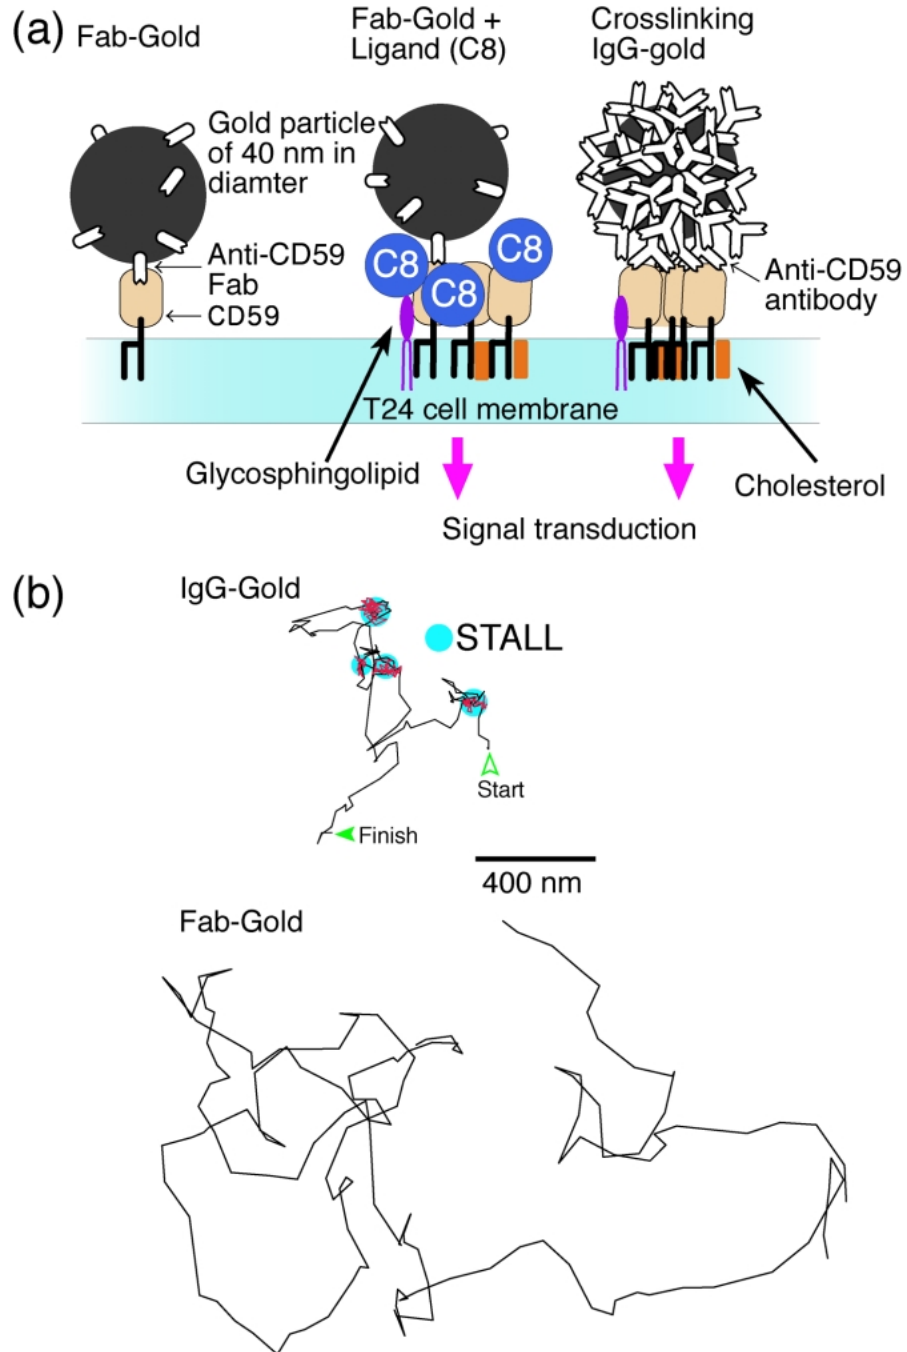 (a) Fab-Gold
Fab-Gold +
Ligand (C8)
Crosslinking
IgG-gold
Gold particle
of 40 nm in
diamter
C8
C8
C8
Anti-CD59
Fab
CD59
Anti-CD59
antibody
T24 cell membrane
Glycosphingolipid
Cholesterol
Signal transduction
(b)
IgG-Gold
STALL
Start
Finish
400 nm
Fab-Gold